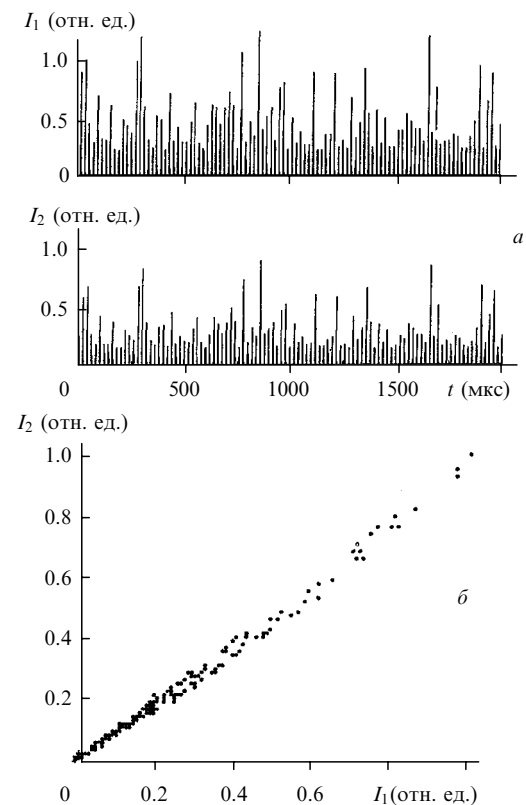 I₁ (отн. ед.)
1.0
0.5
0
I₂ (отн. ед.)
а
1.0
0.5
0 500 1000 1500 t (мкс)
I₂ (отн. ед.)
1.0
0.8
0.6
б
0.4
0.2
0 0.2 0.4 0.6 I₁(отн. ед.)